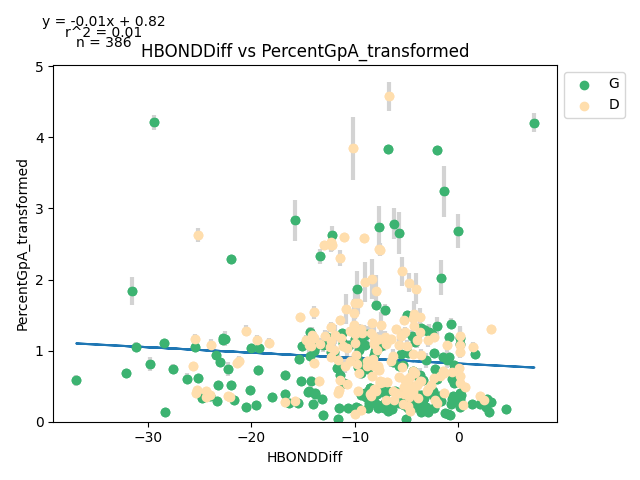 y = -0.01x + 0.82
r^2 = 0.01
n = 386
HBONDDiff vs PercentGpA_transformed
G
D
PercentGpA_transformed
5
4
3
2
1
0
−30
−20
−10
0
HBONDDiff